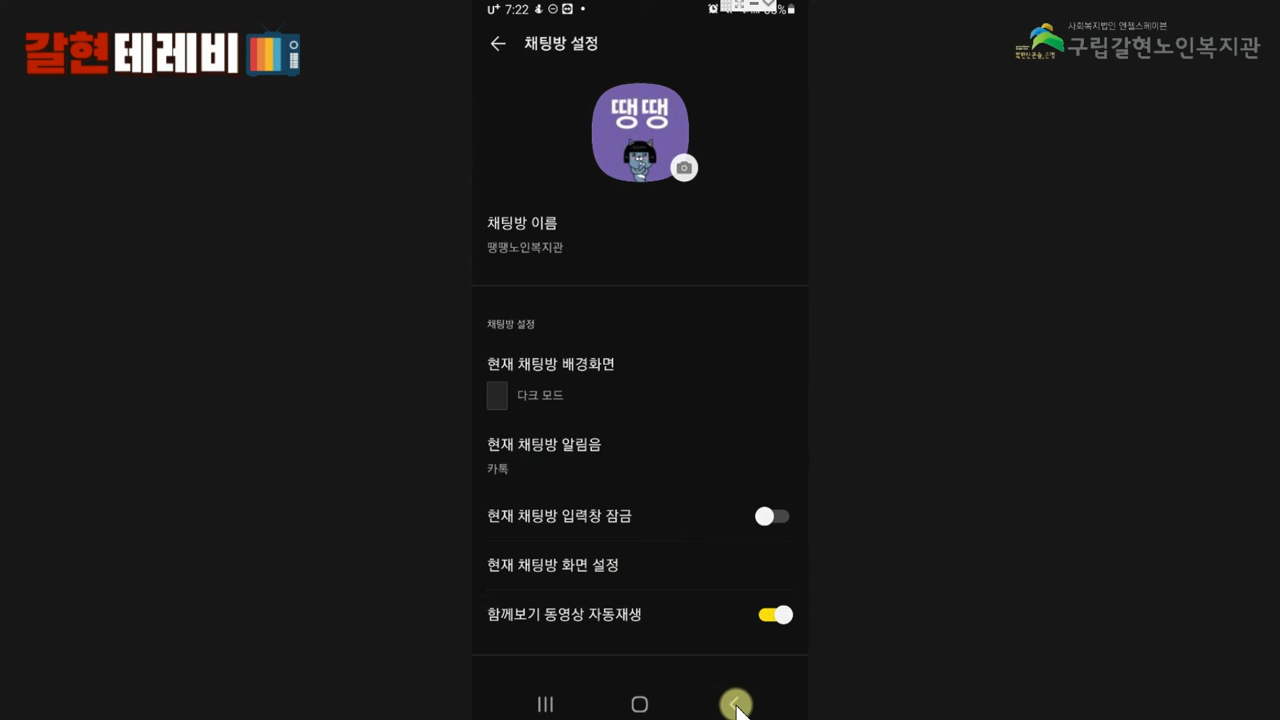 갈현테레비
사회복지법인 엔젤스헤이븐
구립갈현노인복지관
U+ 7:22
채팅방 설정
땡땡
채팅방 이름
땡땡노인복지관
채팅방 설정
현재 채팅방 배경화면
다크 모드
현재 채팅방 알림음
카톡
현재 채팅방 입력창 잠금
현재 채팅방 화면 설정
함께보기 동영상 자동재생